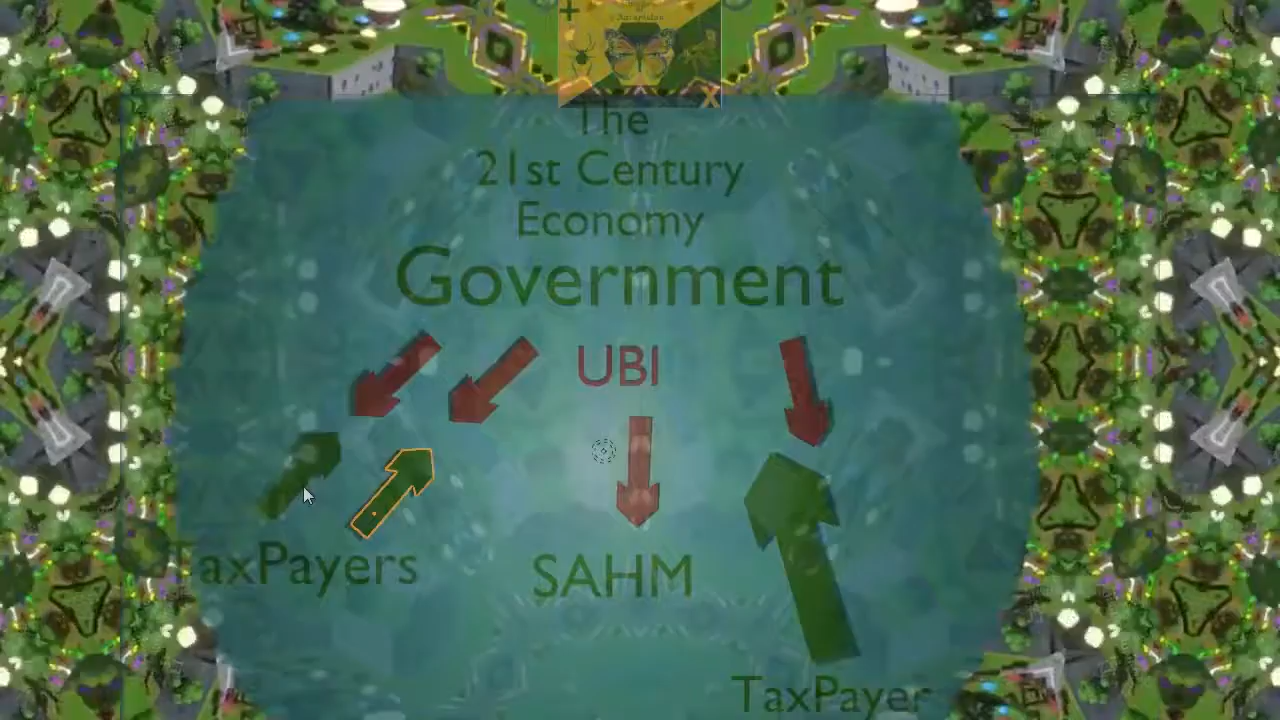 The
21st Century
Economy
Government
UBI
TaxPayers
SAHM
TaxPayer